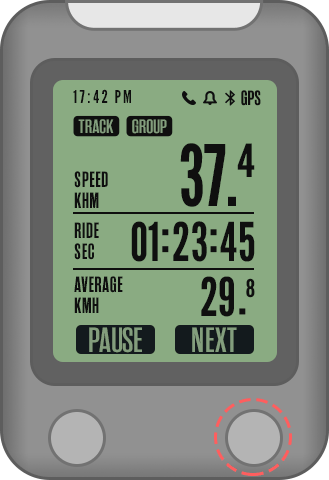 17:42 PM GPS
TRACK GROUP
SPEED
KHM
37.4
RIDE
SEC
01:23:45
AVERAGE
KMH
29.8
PAUSE NEXT